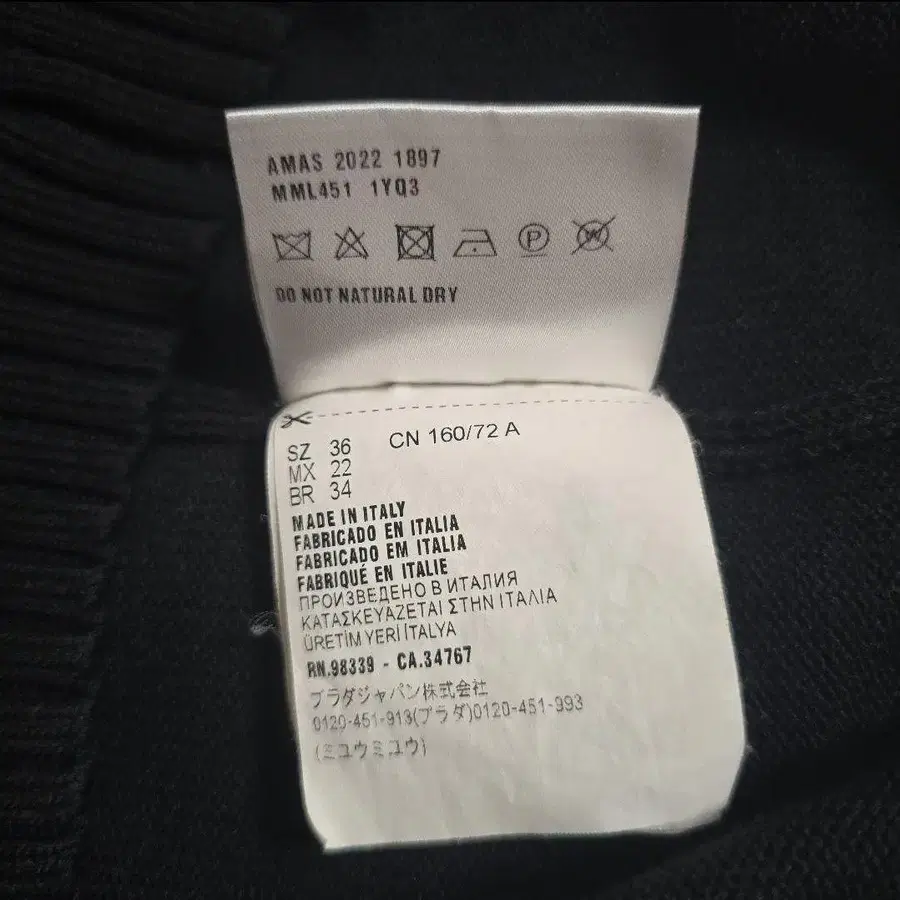 AMAS 2022 1897
MML451 1YQ3
P W
DO NOT NATURAL DRY
SZ 36 CN 160/72 A
MX 22
BR 34
MADE IN ITALY
FABRICADO EN ITALIA
FABRICADO EM ITALIA
FABRIQUÉ EN ITALIE
ПРОИЗВЕДЕНО В ИТАЛИЯ
ΚΑΤΑΣΚΕΥΑΖΕΤΑΙ ΣΤΗΝ ΙΤΑΛΙΑ
ÜRETİM YERİ İTALYA
RN.98339 - CA.34767
プラダジャパン株式会社
0120-451-913(プラダ)0120-451-993
(ミュウミュウ)